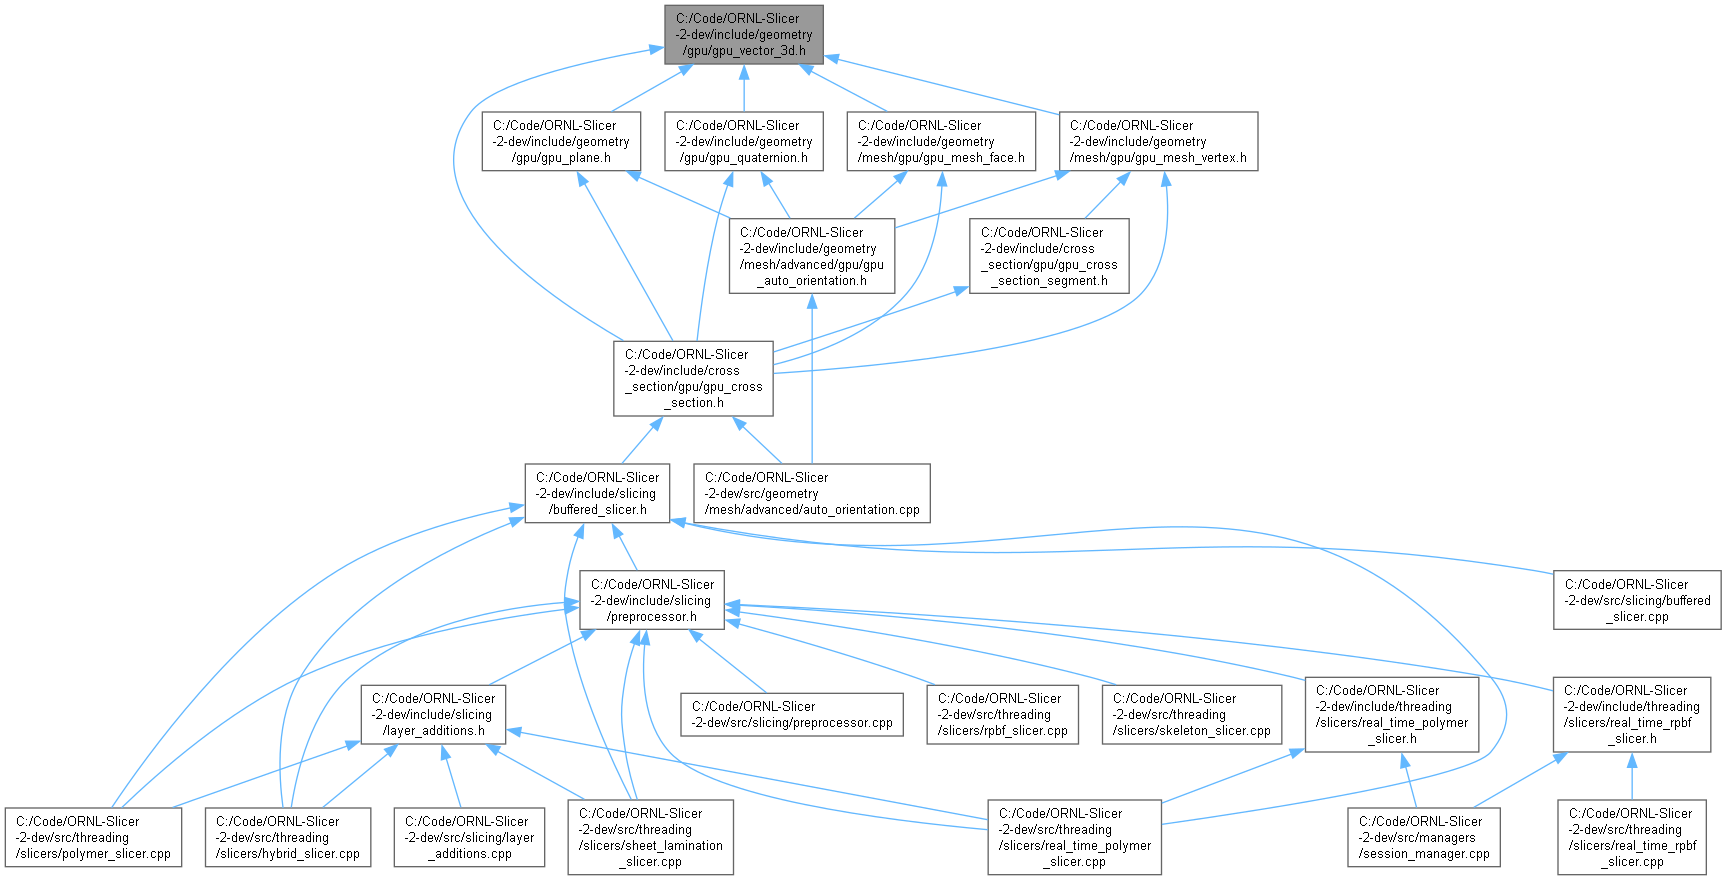 C:/Code/ORNL-Slicer
-2-dev/include/geometry
/gpu/gpu_vector_3d.h
C:/Code/ORNL-Slicer
-2-dev/include/geometry
/gpu/gpu_plane.h
C:/Code/ORNL-Slicer
-2-dev/include/geometry
/gpu/gpu_quaternion.h
C:/Code/ORNL-Slicer
-2-dev/include/geometry
/mesh/gpu/gpu_mesh_face.h
C:/Code/ORNL-Slicer
-2-dev/include/geometry
/mesh/gpu/gpu_mesh_vertex.h
C:/Code/ORNL-Slicer
-2-dev/include/geometry
/mesh/advanced/gpu/gpu
_auto_orientation.h
C:/Code/ORNL-Slicer
-2-dev/include/cross
_section/gpu/gpu_cross
_section_segment.h
C:/Code/ORNL-Slicer
-2-dev/include/cross
_section/gpu/gpu_cross
_section.h
C:/Code/ORNL-Slicer
-2-dev/include/slicing
/buffered_slicer.h
C:/Code/ORNL-Slicer
-2-dev/src/geometry
/mesh/advanced/auto_orientation.cpp
C:/Code/ORNL-Slicer
-2-dev/include/slicing
/preprocessor.h
C:/Code/ORNL-Slicer
-2-dev/src/slicing/buffered
_slicer.cpp
C:/Code/ORNL-Slicer
-2-dev/include/slicing
/layer_additions.h
C:/Code/ORNL-Slicer
-2-dev/src/slicing/preprocessor.cpp
C:/Code/ORNL-Slicer
-2-dev/src/threading
/slicers/rpbf_slicer.cpp
C:/Code/ORNL-Slicer
-2-dev/src/threading
/slicers/skeleton_slicer.cpp
C:/Code/ORNL-Slicer
-2-dev/include/threading
/slicers/real_time_polymer
_slicer.h
C:/Code/ORNL-Slicer
-2-dev/include/threading
/slicers/real_time_rpbf
_slicer.h
C:/Code/ORNL-Slicer
-2-dev/src/threading
/slicers/polymer_slicer.cpp
C:/Code/ORNL-Slicer
-2-dev/src/threading
/slicers/hybrid_slicer.cpp
C:/Code/ORNL-Slicer
-2-dev/src/slicing/layer
_additions.cpp
C:/Code/ORNL-Slicer
-2-dev/src/threading
/slicers/sheet_lamination
_slicer.cpp
C:/Code/ORNL-Slicer
-2-dev/src/threading
/slicers/real_time_polymer
_slicer.cpp
C:/Code/ORNL-Slicer
-2-dev/src/managers
/session_manager.cpp
C:/Code/ORNL-Slicer
-2-dev/src/threading
/slicers/real_time_rpbf
_slicer.cpp